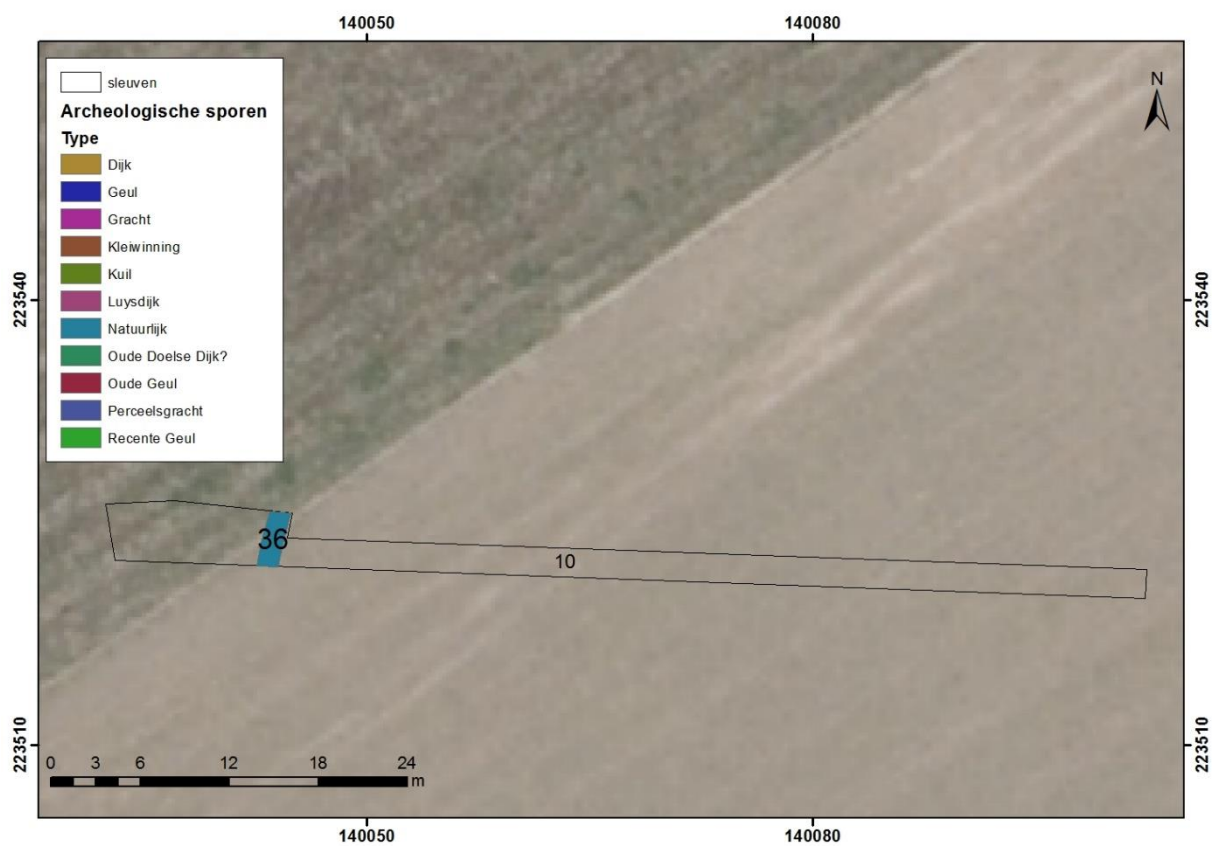 140050 140080
sleuven
Archeologische sporen
Type
Dijk
Geul
Gracht
Kleiwinning
Kuil
Luysdijk
Natuurlijk
Oude Doelse Dijk?
Oude Geul
Perceelsgracht
Recente Geul
N
223540 223540
36
10
223510 223510
0 3 6 12 18 24
m
140050 140080